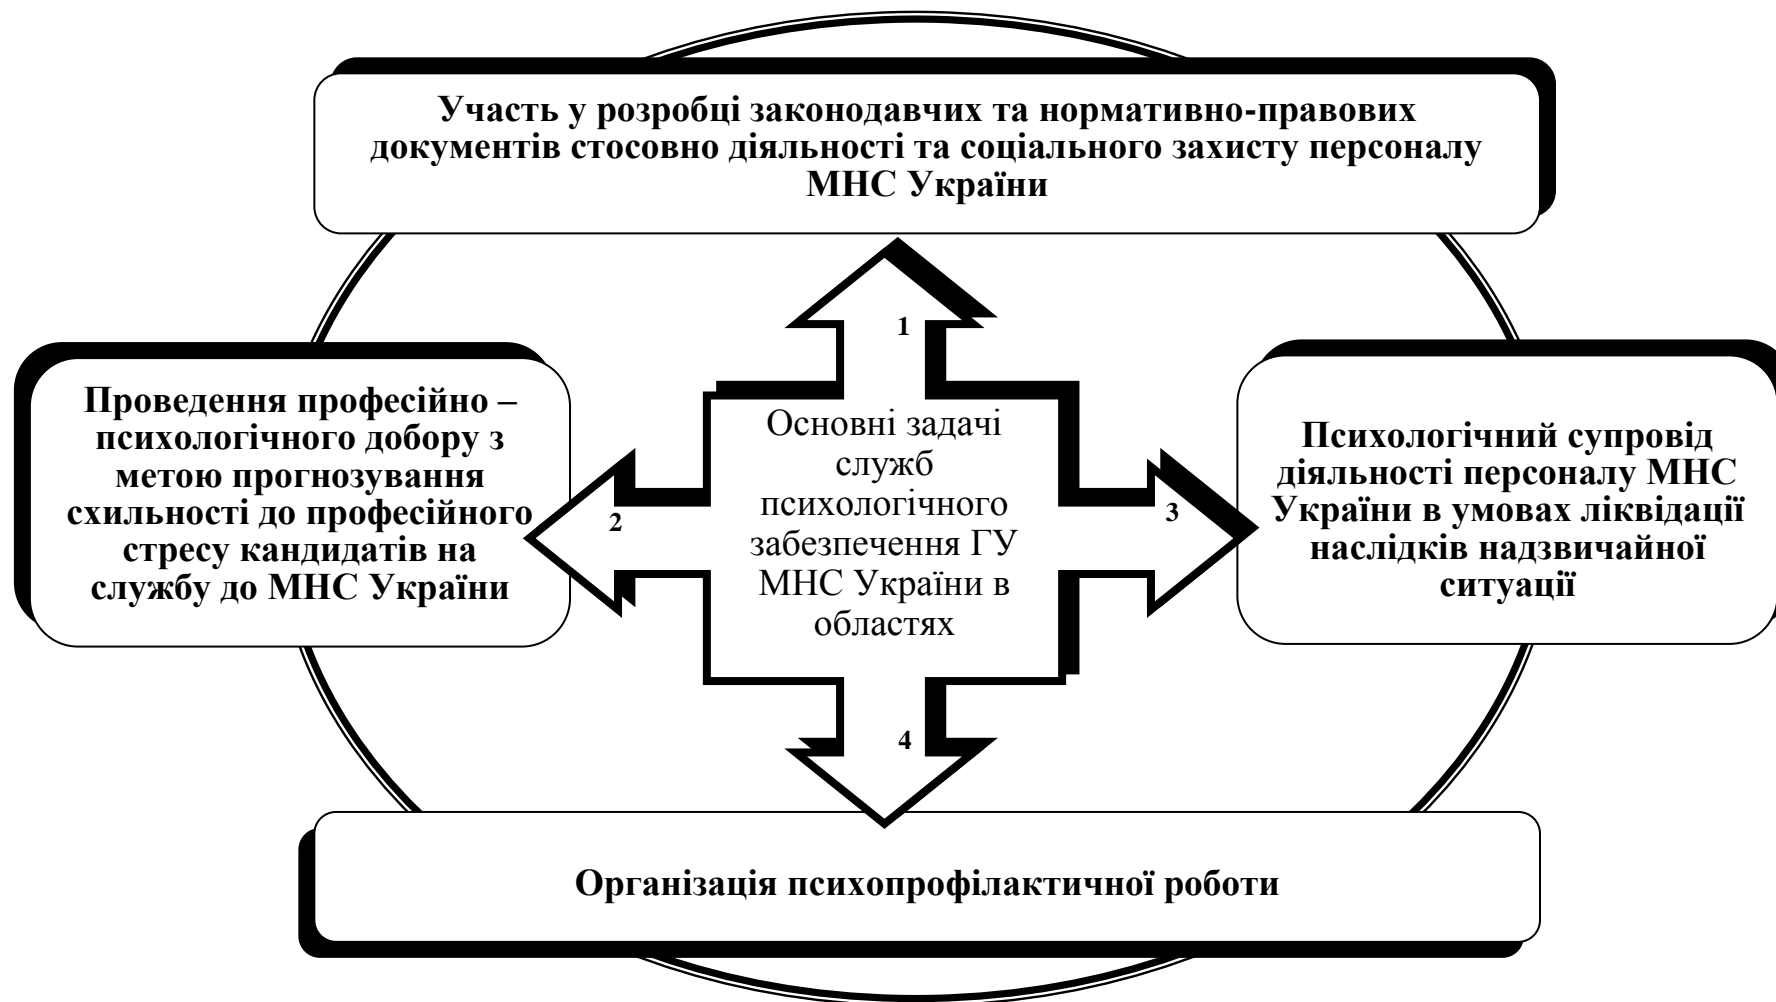 Участь у розробці законодавчих та нормативно-правових
документів стосовно діяльності та соціального захисту персоналу
МНС України
1
Проведення професійно –
психологічного добору з
метою прогнозування
схильності до професійного
стресу кандидатів на
службу до МНС України
2
Основні задачі
служб
психологічного
забезпечення ГУ
МНС України в
областях
3
Психологічний супровід
діяльності персоналу МНС
України в умовах ліквідації
наслідків надзвичайної
ситуації
4
Організація психопрофілактичної роботи